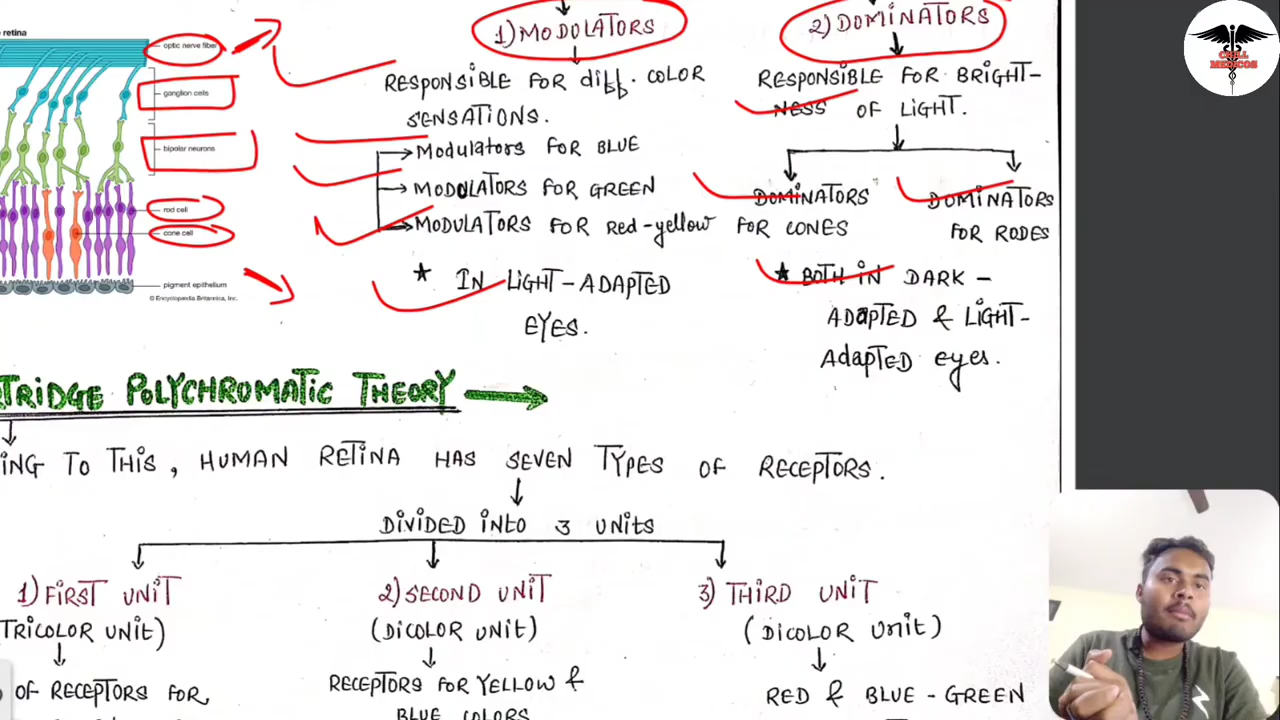 retina
optic nerve fiber
ganglion cells
bipolar neurons
rod cell
cone cell
pigment epithelium
© Encyclopædia Britannica, Inc.
1) MODULATORS
RESPONSIBLE FOR diff. COLOR
SENSATIONS.
Modulators FOR BLUE
MODULATORS FOR GREEN
MODULATORS FOR Red-yellow
★ IN LIGHT-ADAPTED
EYES.
2) DOMINATORS
RESPONSIBLE FOR BRIGHT-
NESS OF LIGHT.
DOMINATORS
FOR CONES
DOMINATORS
FOR RODES
★ BOTH IN DARK-
ADAPTED & LIGHT-
Adapted eyes.
TRIDGE POLYCHROMATIC THEORY
ING TO THIS, HUMAN RETINA HAS SEVEN TYPES OF RECEPTORS.
DIVIDED INTO 3 UNITS
1) FIRST UNIT
TRICOLOR UNIT)
OF RECEPTORS FOR
2) SECOND UNIT
(DICOLOR UNIT)
RECEPTORS FOR YELLOW &
BLUE COLORS
3) THIRD UNIT
(DICOLOR UNIT)
RED & BLUE-GREEN
CHILL
MEDICOS